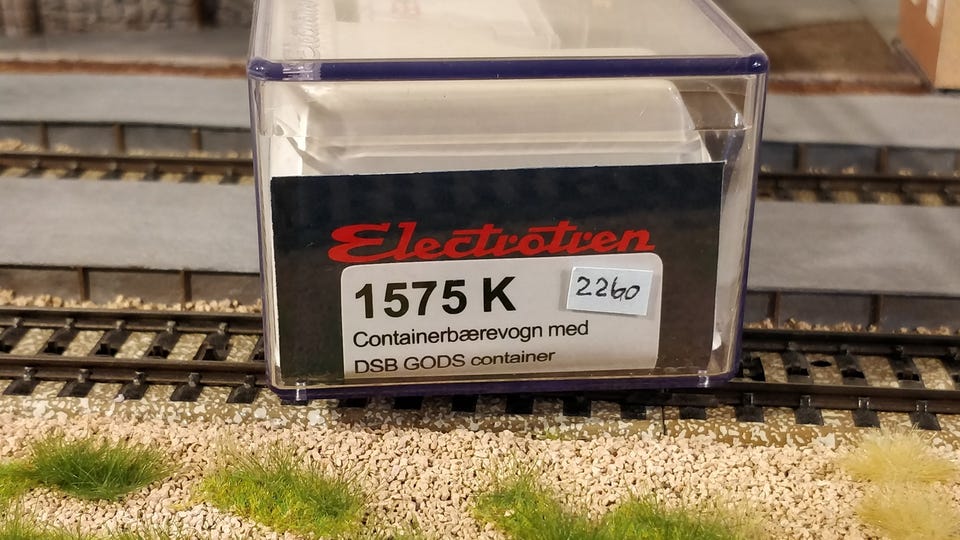 Electrotren
1575 K
2260
Containerbærevogn med
DSB GODS container